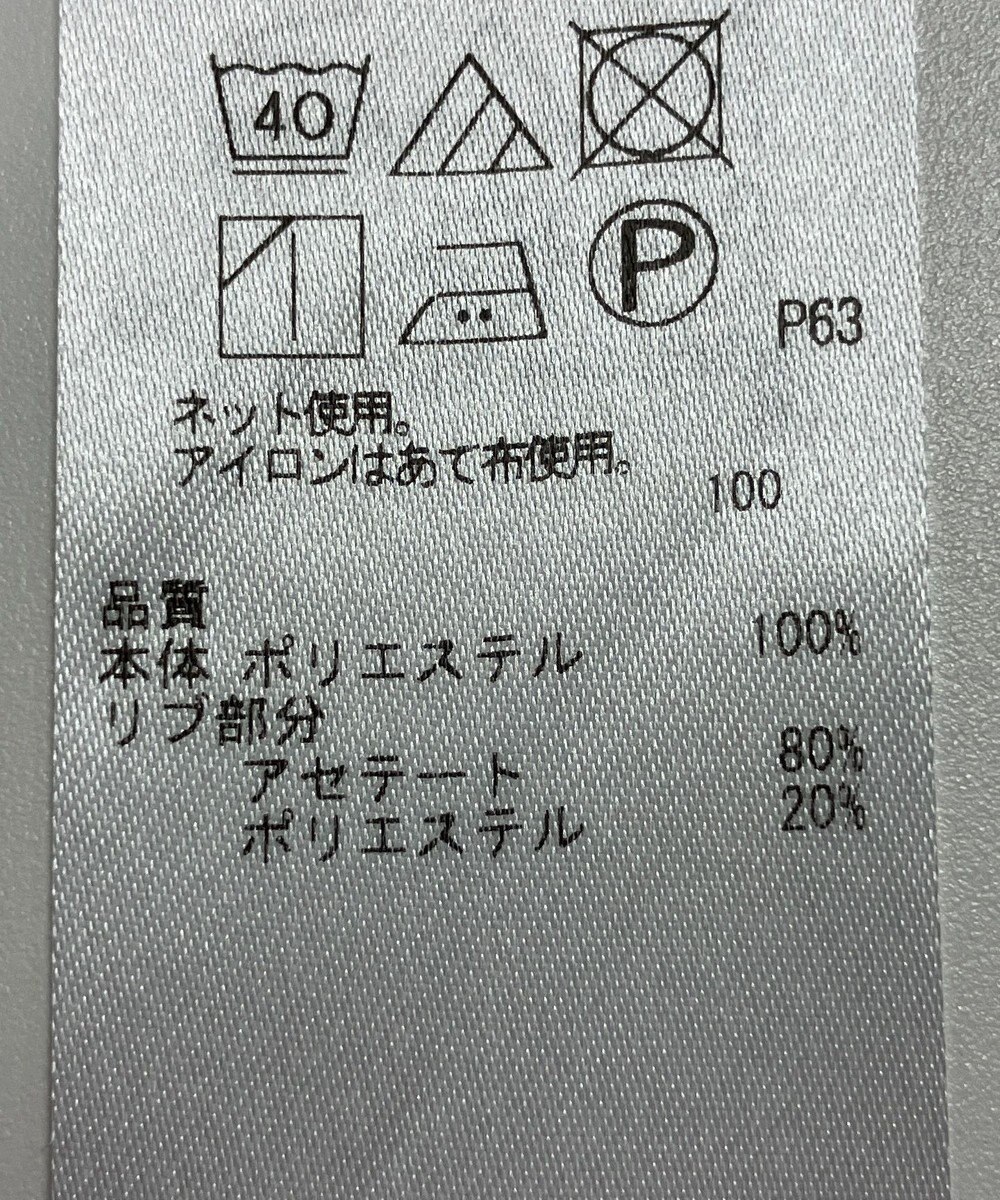 40
P
P63
ネット使用。
アイロンはあて布使用。
100
品質
本体 ポリエステル 100%
リブ部分
アセテート 80%
ポリエステル 20%